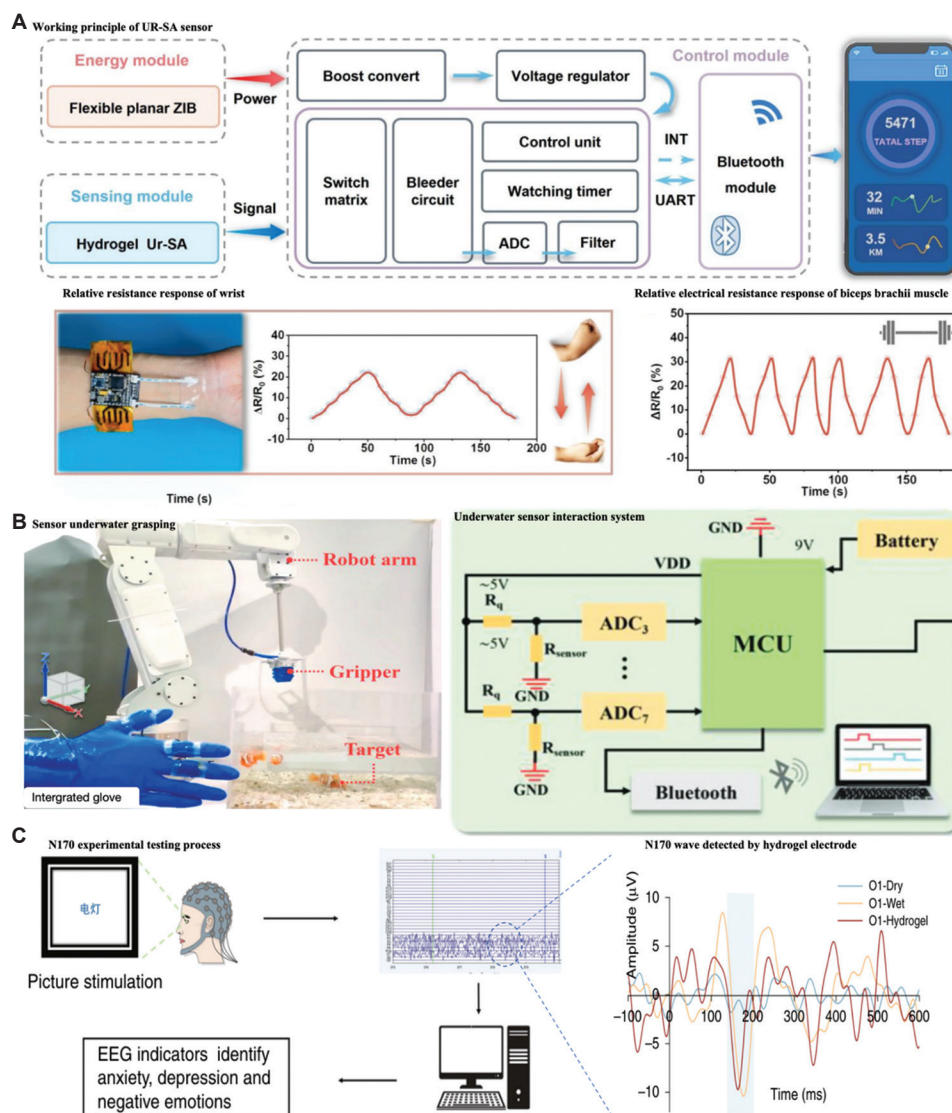 A
Working principle of UR-SA sensor
Energy module
Flexible planar ZIB
Power
Sensing module
Hydrogel Ur-SA
Signal
Control module
Boost convert
Voltage regulator
Switch matrix
Bleeder circuit
Control unit
Watching timer
ADC
Filter
INT
UART
Bluetooth module
5471
TATAL STEP
32
MIN
3.5
KM
Relative resistance response of wrist
ΔR/R0 (%)
40
30
20
10
0
-10
0 50 100 150 200
Time (s)
Time (s)
Relative electrical resistance response of biceps brachii muscle
ΔR/R0 (%)
50
40
30
20
10
0
-10
0 50 100 150
Time (s)
B
Sensor underwater grasping
Robot arm
Gripper
Target
Intergrated glove
Underwater sensor interaction system
GND
9V
Battery
VDD
~5V
Rq
ADC3
~5V
Rsensor
MCU
GND
Rq
ADC7
Rsensor
GND
Bluetooth
C
N170 experimental testing process
电灯
Picture stimulation
EEG indicators identify
anxiety, depression and
negative emotions
N170 wave detected by hydrogel electrode
Amplitude (μV)
O1-Dry
O1-Wet
O1-Hydrogel
10
5
0
-5
-10
-100 0 100 200 300 400 500 600
Time (ms)